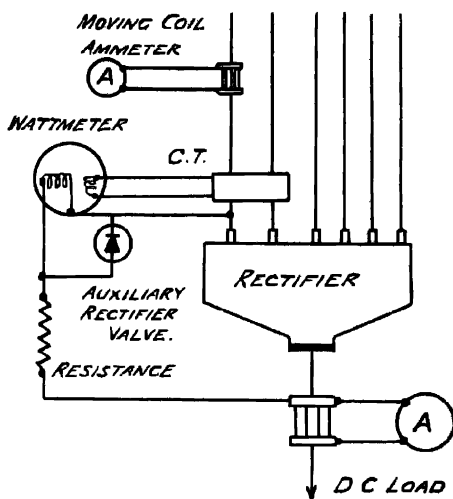 MOVING COIL
AMMETER
A
WATTMETER
C.T.
RECTIFIER
AUXILIARY
RECTIFIER
VALVE.
RESISTANCE
A
D C LOAD